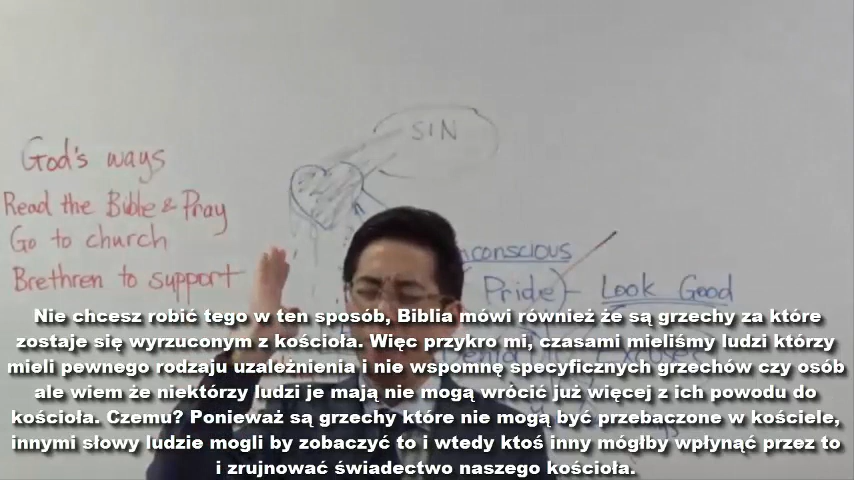 SIN
God's ways
Read the Bible & Pray
Go to church
Brethren to support
Pride
Look Good
Nie chcesz robić tego w ten sposób, Biblia mówi również że są grzechy za które
zostaje się wyrzuconym z kościoła. Więc przykro mi, czasami mieliśmy ludzi którzy
mieli pewnego rodzaju uzależnienia i nie wspomnę specyficznych grzechów czy osób
ale wiem że niektórzy ludzi je mają nie mogą wrócić już więcej z ich powodu do
kościoła. Czemu? Ponieważ są grzechy które nie mogą być przebaczone w kościele,
innymi słowy ludzie mogli by zobaczyć to i wtedy ktoś inny mógłby wpłynąć przez to
i zrujnować świadectwo naszego kościoła.